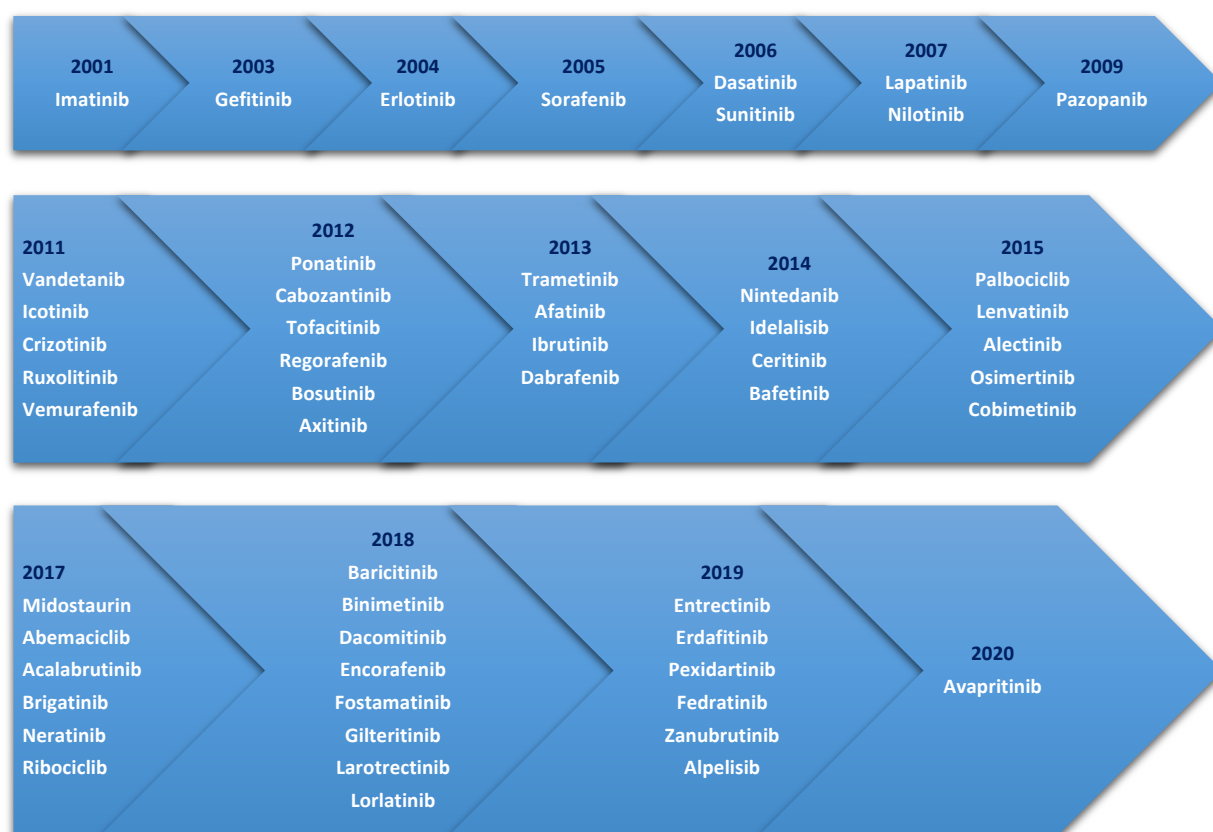 2001
Imatinib
2003
Gefitinib
2004
Erlotinib
2005
Sorafenib
2006
Dasatinib
Sunitinib
2007
Lapatinib
Nilotinib
2009
Pazopanib
2011
Vandetanib
Icotinib
Crizotinib
Ruxolitinib
Vemurafenib
2012
Ponatinib
Cabozantinib
Tofacitinib
Regorafenib
Bosutinib
Axitinib
2013
Trametinib
Afatinib
Ibrutinib
Dabrafenib
2014
Nintedanib
Idelalisib
Ceritinib
Bafetinib
2015
Palbociclib
Lenvatinib
Alectinib
Osimertinib
Cobimetinib
2017
Midostaurin
Abemaciclib
Acalabrutinib
Brigatinib
Neratinib
Ribociclib
2018
Baricitinib
Binimetinib
Dacomitinib
Encorafenib
Fostamatinib
Gilteritinib
Larotrectinib
Lorlatinib
2019
Entrectinib
Erdafitinib
Pexidartinib
Fedratinib
Zanubrutinib
Alpelisib
2020
Avapritinib